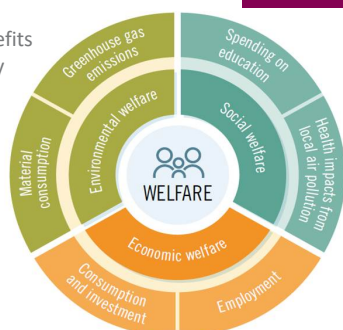 efits
y
Greenhouse gas
emissions
Spending on
education
Material
consumption
Environmental welfare
Social welfare
Health impacts from
local air pollution
WELFARE
Economic welfare
Consumption
and investment
Employment